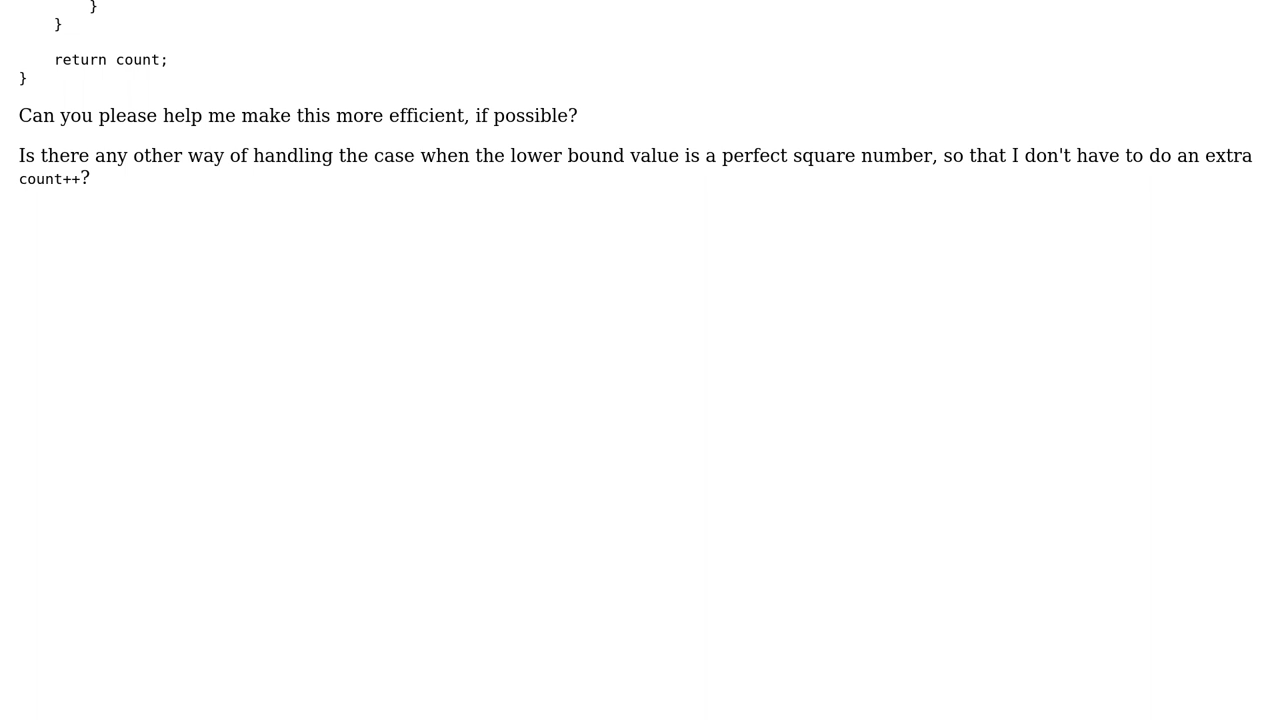 }
    }

    return count;
}
Can you please help me make this more efficient, if possible?
Is there any other way of handling the case when the lower bound value is a perfect square number, so that I don't have to do an extra
count++?